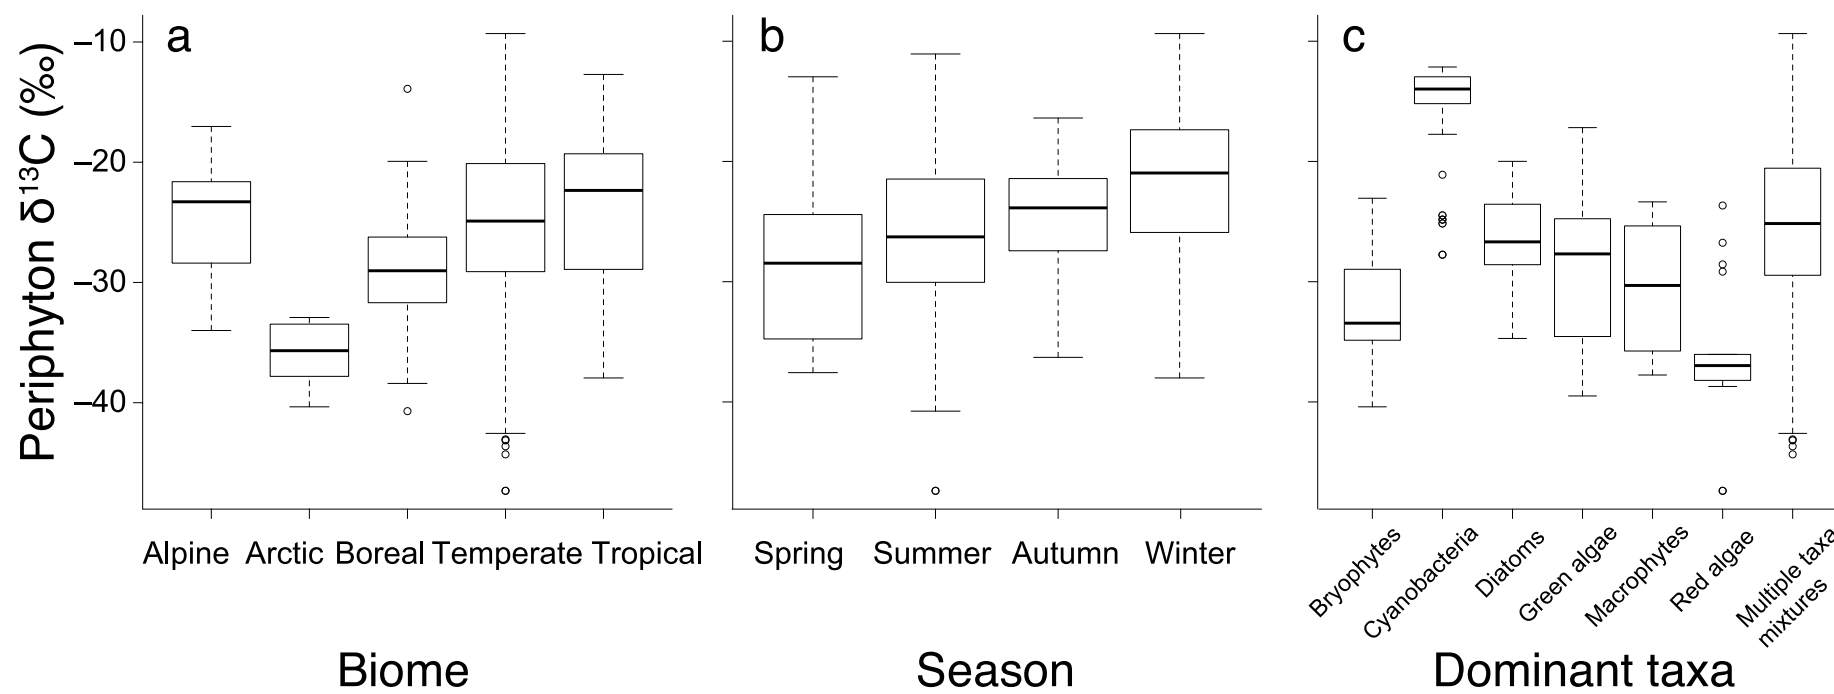 a
b
c
Periphyton δ¹³C (‰)
–10
–20
–30
–40
Alpine Arctic Boreal Temperate Tropical
Biome
Spring Summer Autumn Winter
Season
Bryophytes
Cyanobacteria
Diatoms
Green algae
Macrophytes
Red algae
Multiple taxa
mixtures
Dominant taxa